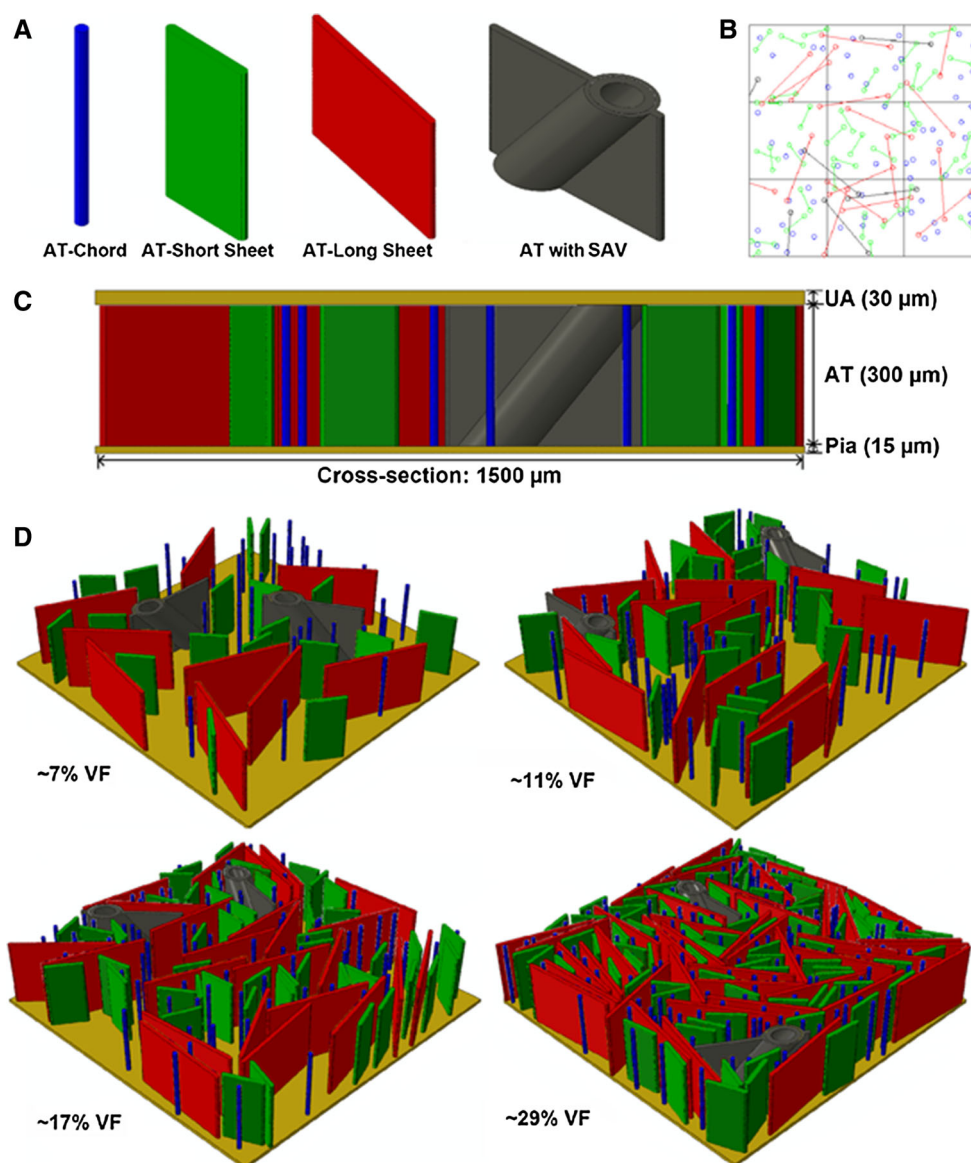 A
B
AT-Chord
AT-Short Sheet
AT-Long Sheet
AT with SAV
C
UA (30 µm)
AT (300 µm)
Pia (15 µm)
Cross-section: 1500 µm
D
~7% VF
~11% VF
~17% VF
~29% VF